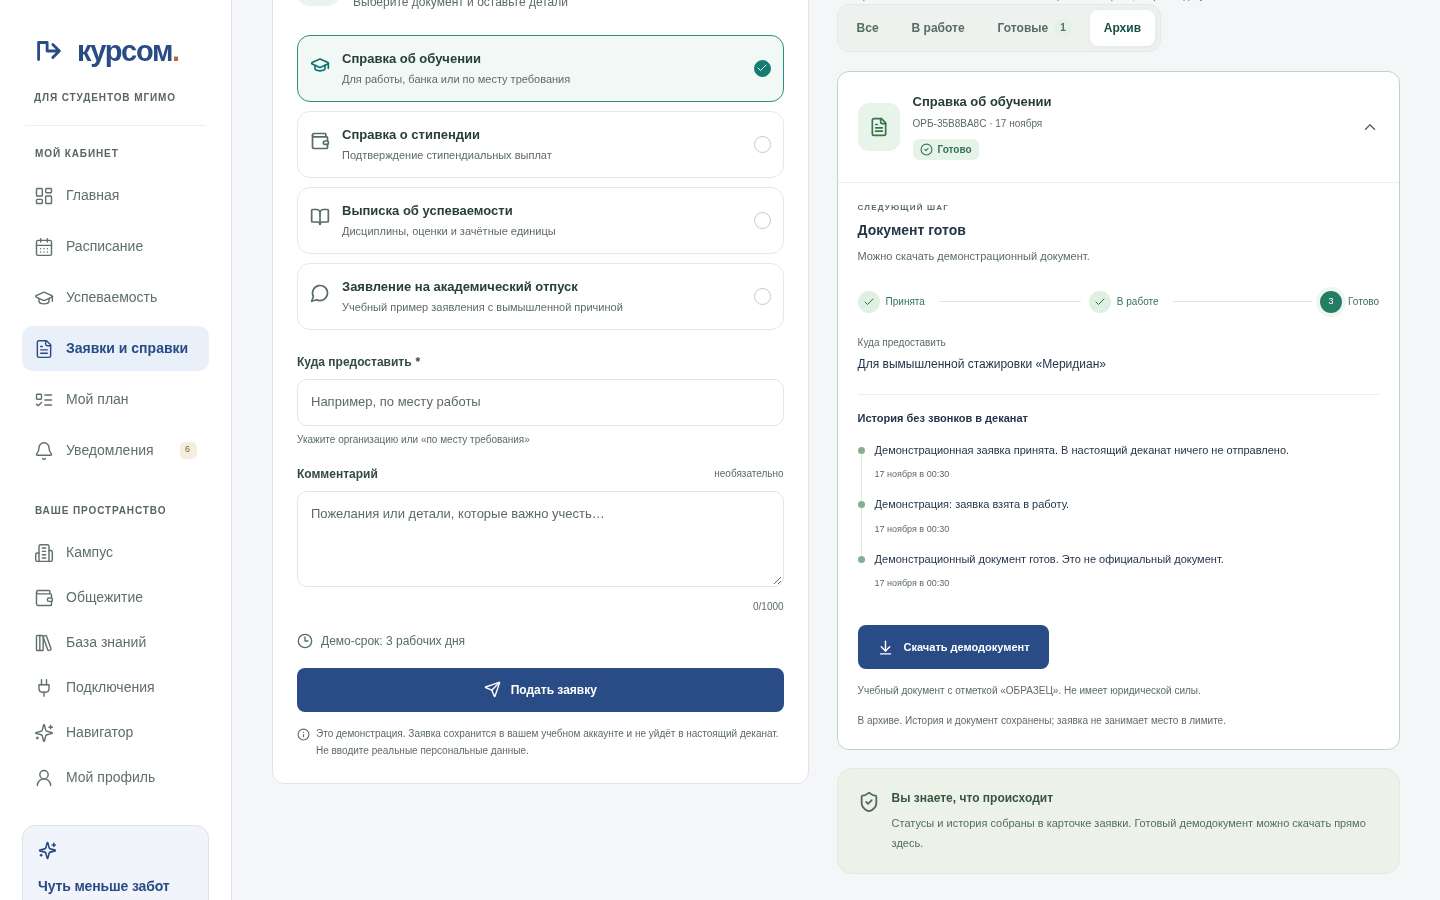 курсом.
ДЛЯ СТУДЕНТОВ МГИМО
МОЙ КАБИНЕТ
Главная
Расписание
Успеваемость
Заявки и справки
Мой план
Уведомления 6
ВАШЕ ПРОСТРАНСТВО
Кампус
Общежитие
База знаний
Подключения
Навигатор
Мой профиль
Чуть меньше забот
Выберите документ и оставьте детали
Справка об обучении
Для работы, банка или по месту требования
Справка о стипендии
Подтверждение стипендиальных выплат
Выписка об успеваемости
Дисциплины, оценки и зачётные единицы
Заявление на академический отпуск
Учебный пример заявления с вымышленной причиной
Куда предоставить *
Например, по месту работы
Укажите организацию или «по месту требования»
Комментарий необязательно
Пожелания или детали, которые важно учесть…
0/1000
Демо-срок: 3 рабочих дня
Подать заявку
Это демонстрация. Заявка сохранится в вашем учебном аккаунте и не уйдёт в настоящий деканат.
Не вводите реальные персональные данные.
Все В работе Готовые 1 Архив
Справка об обучении
ОРБ-35B8BA8C · 17 ноября
Готово
СЛЕДУЮЩИЙ ШАГ
Документ готов
Можно скачать демонстрационный документ.
Принята В работе 3 Готово
Куда предоставить
Для вымышленной стажировки «Меридиан»
История без звонков в деканат
Демонстрационная заявка принята. В настоящий деканат ничего не отправлено.
17 ноября в 00:30
Демонстрация: заявка взята в работу.
17 ноября в 00:30
Демонстрационный документ готов. Это не официальный документ.
17 ноября в 00:30
Скачать демодокумент
Учебный документ с отметкой «ОБРАЗЕЦ». Не имеет юридической силы.
В архиве. История и документ сохранены; заявка не занимает место в лимите.
Вы знаете, что происходит
Статусы и история собраны в карточке заявки. Готовый демодокумент можно скачать прямо
здесь.